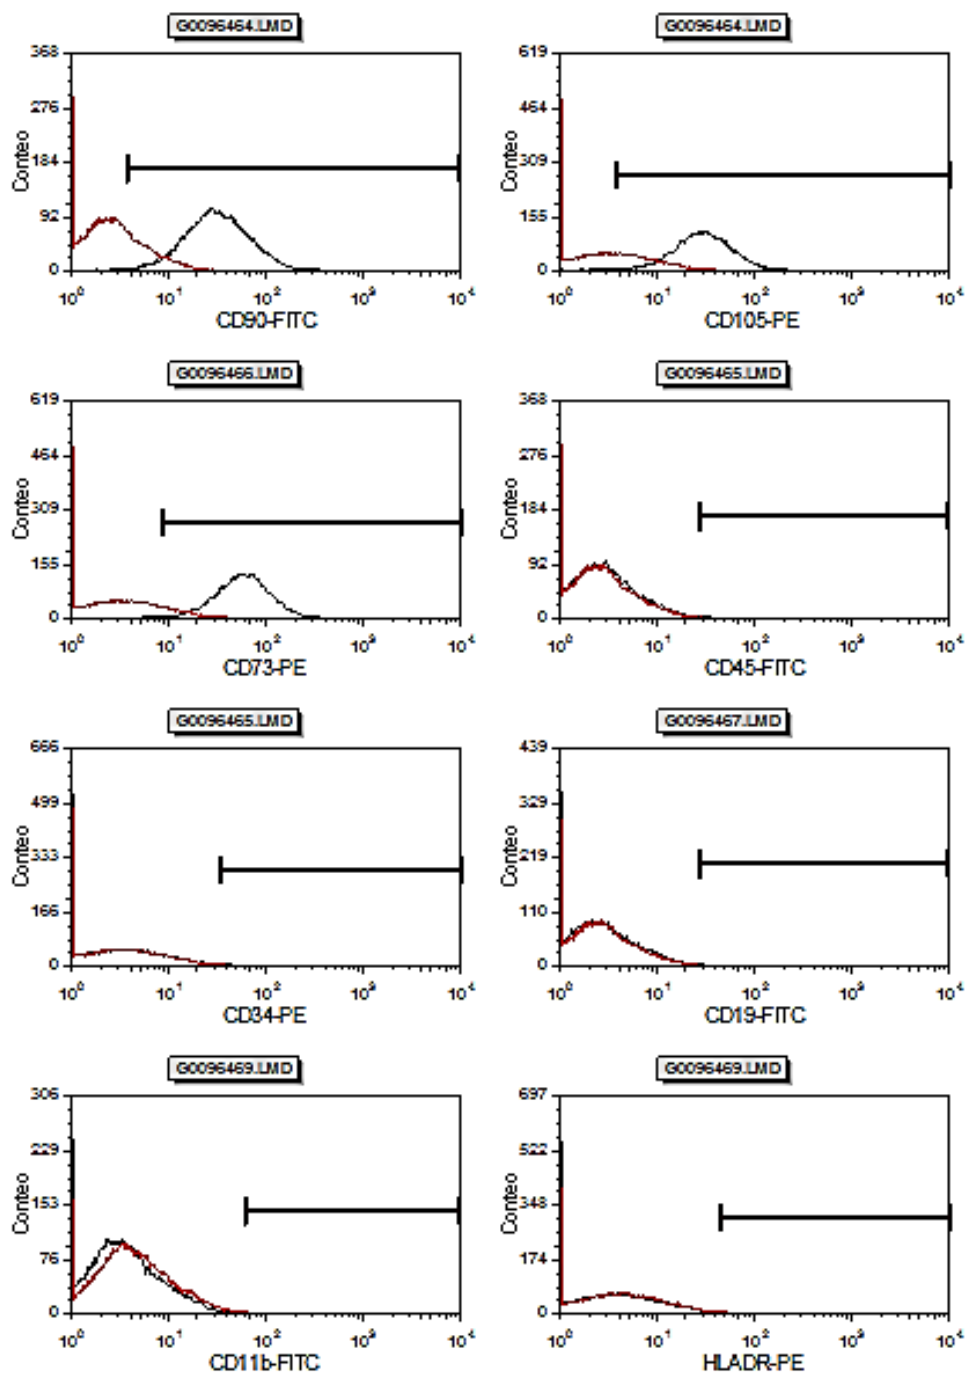 G0096464.LMD
368
276
184
92
0
Conteo
10⁰ 10¹ 10² 10³ 10⁴
CD90-FITC
G0096464.LMD
619
464
309
155
0
Conteo
10⁰ 10¹ 10² 10³ 10⁴
CD105-PE
G0096466.LMD
619
464
309
155
0
Conteo
10⁰ 10¹ 10² 10³ 10⁴
CD73-PE
G0096465.LMD
368
276
184
92
0
Conteo
10⁰ 10¹ 10² 10³ 10⁴
CD45-FITC
G0096465.LMD
666
499
333
166
0
Conteo
10⁰ 10¹ 10² 10³ 10⁴
CD34-PE
G0096467.LMD
439
329
219
110
0
Conteo
10⁰ 10¹ 10² 10³ 10⁴
CD19-FITC
G0096469.LMD
306
229
153
76
0
Conteo
10⁰ 10¹ 10² 10³ 10⁴
CD11b-FITC
G0096469.LMD
697
522
348
174
0
Conteo
10⁰ 10¹ 10² 10³ 10⁴
HLADR-PE